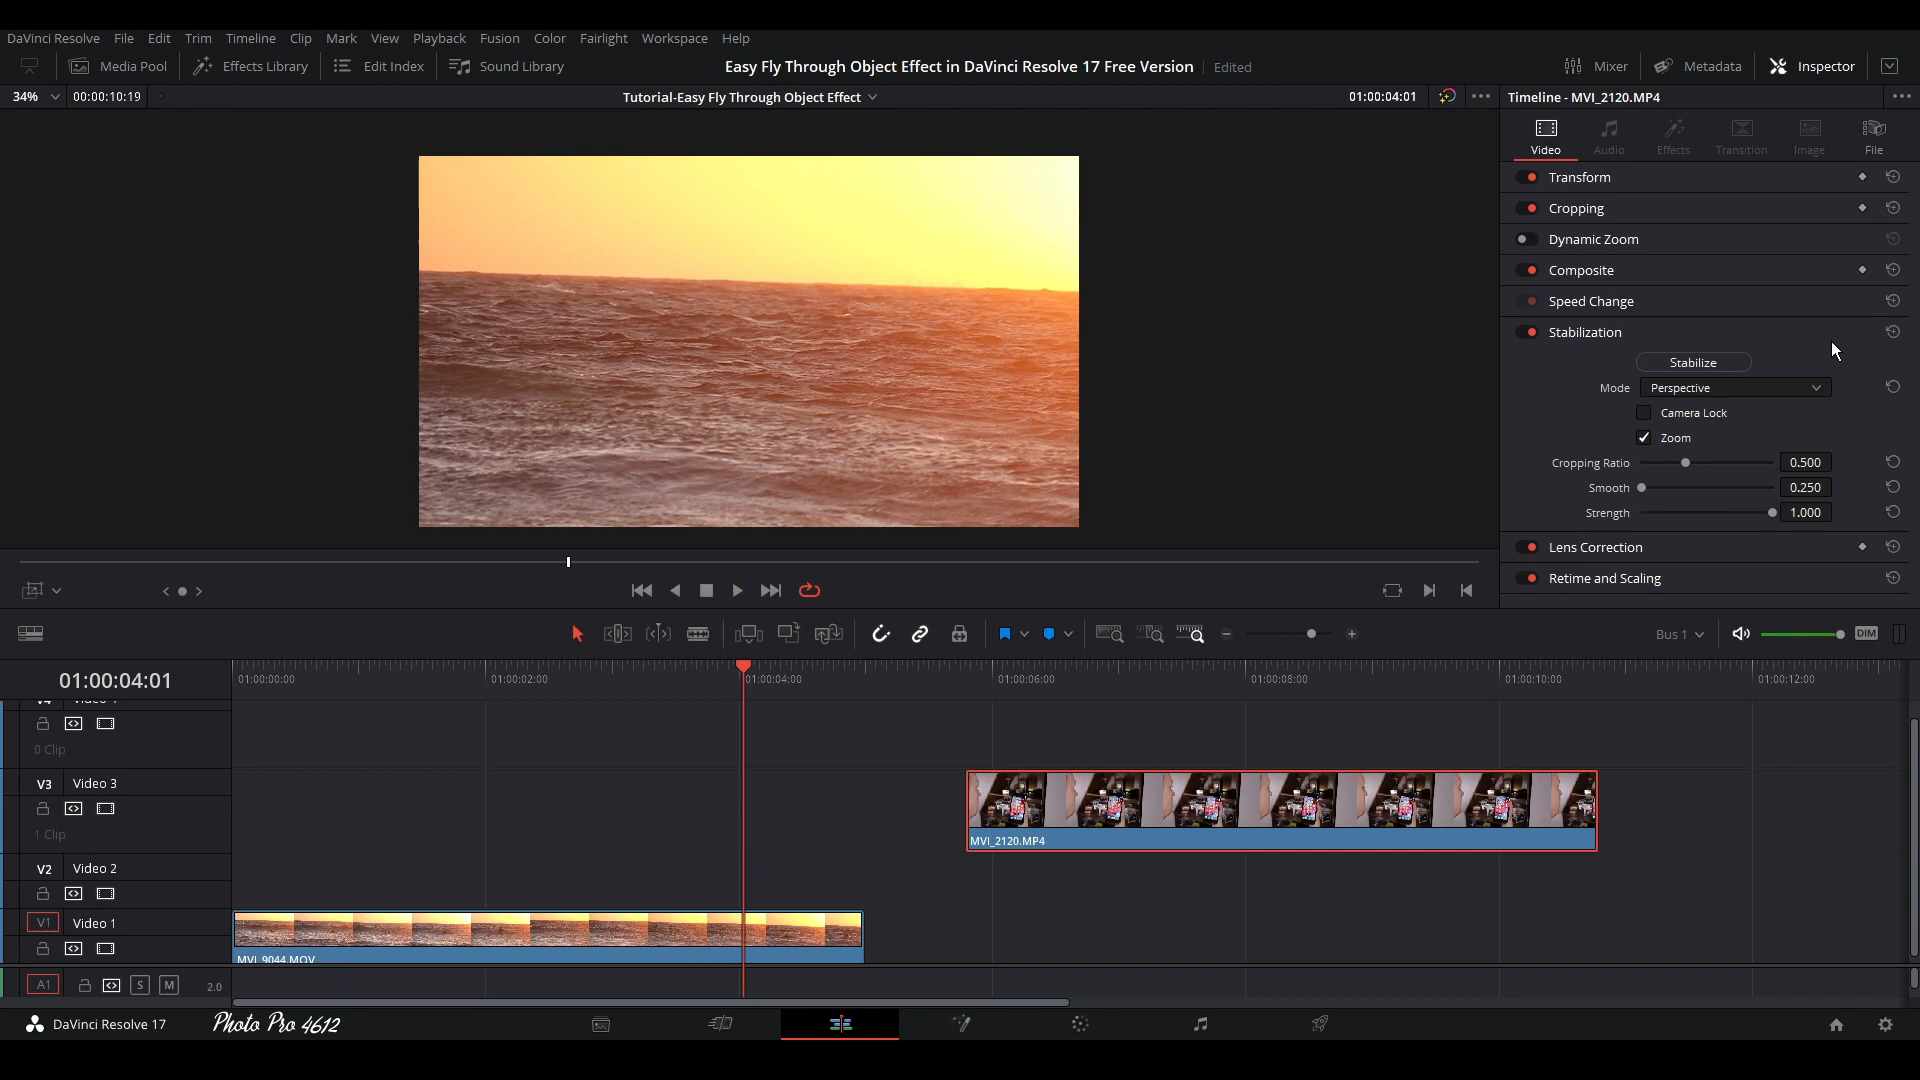 DaVinci Resolve File Edit Trim Timeline Clip Mark View Playback Fusion Color Fairlight Workspace Help
Media Pool Effects Library Edit Index Sound Library Easy Fly Through Object Effect in DaVinci Resolve 17 Free Version Edited Mixer Metadata Inspector
34% 00:00:10:19 Tutorial-Easy Fly Through Object Effect 01:00:04:01 Timeline - MVI_2120.MP4
Video Audio Effects Transition Image File
Transform
Cropping
Dynamic Zoom
Composite
Speed Change
Stabilization
Stabilize
Mode Perspective
Camera Lock
Zoom
Cropping Ratio 0.500
Smooth 0.250
Strength 1.000
Lens Correction
Retime and Scaling
Bus 1 DIM
01:00:04:01 01:00:00:00 01:00:02:00 01:00:04:00 01:00:06:00 01:00:08:00 01:00:10:00 01:00:12:00
0 Clip
V3 Video 3
1 Clip
MVI_2120.MP4
V2 Video 2
V1 Video 1
MVI_9044.MOV
A1 S M 2.0
DaVinci Resolve 17 Photo Pro 4612